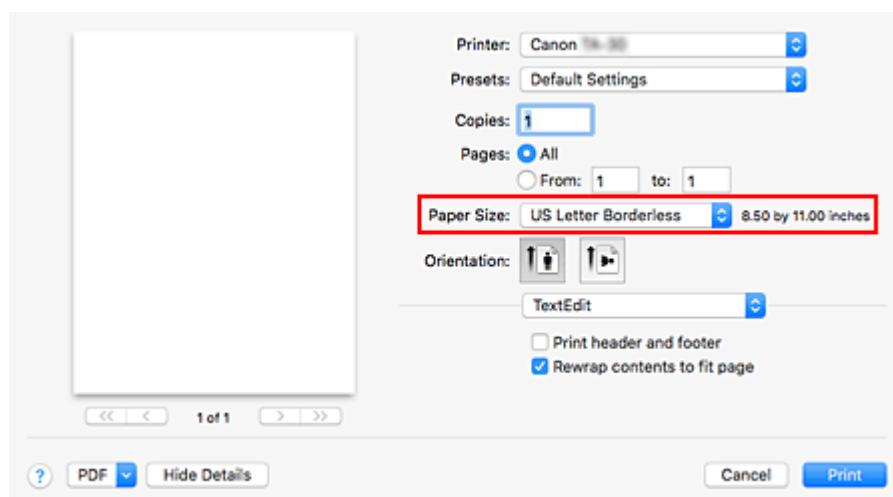 Printer: Canon
Presets: Default Settings
Copies: 1
Pages: All
From: 1 to: 1
Paper Size: US Letter Borderless 8.50 by 11.00 inches
Orientation:
TextEdit
Print header and footer
Rewrap contents to fit page
<< < 1 of 1 > >>
? PDF Hide Details Cancel Print